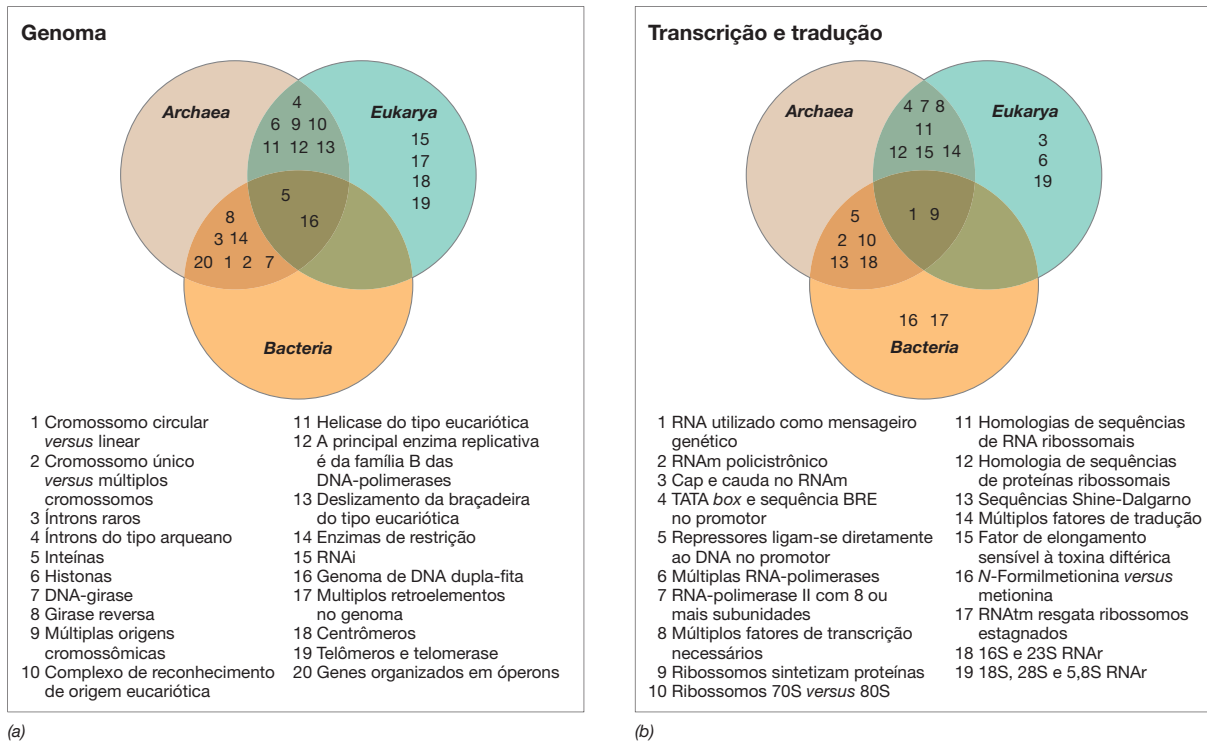 Genoma
Archaea
Eukarya
4
6 9 10
11 12 13
15
17
18
19
5
16
8
3 14
20 1 2 7
Bacteria
1 Cromossomo circular
versus linear
2 Cromossomo único
versus múltiplos
cromossomos
3 Íntrons raros
4 Íntrons do tipo arqueano
5 Inteínas
6 Histonas
7 DNA-girase
8 Girase reversa
9 Múltiplas origens
cromossômicas
10 Complexo de reconhecimento
de origem eucariótica
11 Helicase do tipo eucariótica
12 A principal enzima replicativa
é da família B das
DNA-polimerases
13 Deslizamento da braçadeira
do tipo eucariótica
14 Enzimas de restrição
15 RNAi
16 Genoma de DNA dupla-fita
17 Multiplos retroelementos
no genoma
18 Centrômeros
19 Telômeros e telomerase
20 Genes organizados em óperons
(a)
Transcrição e tradução
Archaea
Eukarya
4 7 8
11
12 15 14
3
6
19
1 9
5
2 10
13 18
16 17
Bacteria
1 RNA utilizado como mensageiro
genético
2 RNAm policistrônico
3 Cap e cauda no RNAm
4 TATA box e sequência BRE
no promotor
5 Repressores ligam-se diretamente
ao DNA no promotor
6 Múltiplas RNA-polimerases
7 RNA-polimerase II com 8 ou
mais subunidades
8 Múltiplos fatores de transcrição
necessários
9 Ribossomos sintetizam proteínas
10 Ribossomos 70S versus 80S
11 Homologias de sequências
de RNA ribossomais
12 Homologia de sequências
de proteínas ribossomais
13 Sequências Shine-Dalgarno
14 Múltiplos fatores de tradução
15 Fator de elongamento
sensível à toxina diftérica
16 N-Formilmetionina versus
metionina
17 RNAtm resgata ribossomos
estagnados
18 16S e 23S RNAr
19 18S, 28S e 5,8S RNAr
(b)